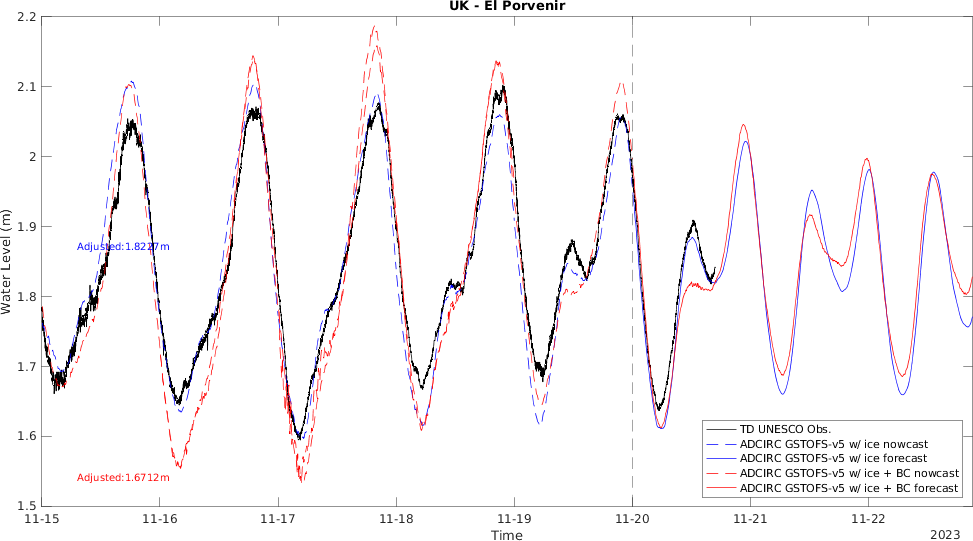 UK - El Porvenir
2.2
2.1
2
1.9
1.8
1.7
1.6
1.5
Water Level (m)
Adjusted:1.8227m
Adjusted:1.6712m
TD UNESCO Obs.
ADCIRC GSTOFS-v5 w/ ice nowcast
ADCIRC GSTOFS-v5 w/ ice forecast
ADCIRC GSTOFS-v5 w/ ice + BC nowcast
ADCIRC GSTOFS-v5 w/ ice + BC forecast
11-15 11-16 11-17 11-18 11-19 11-20 11-21 11-22
Time
2023